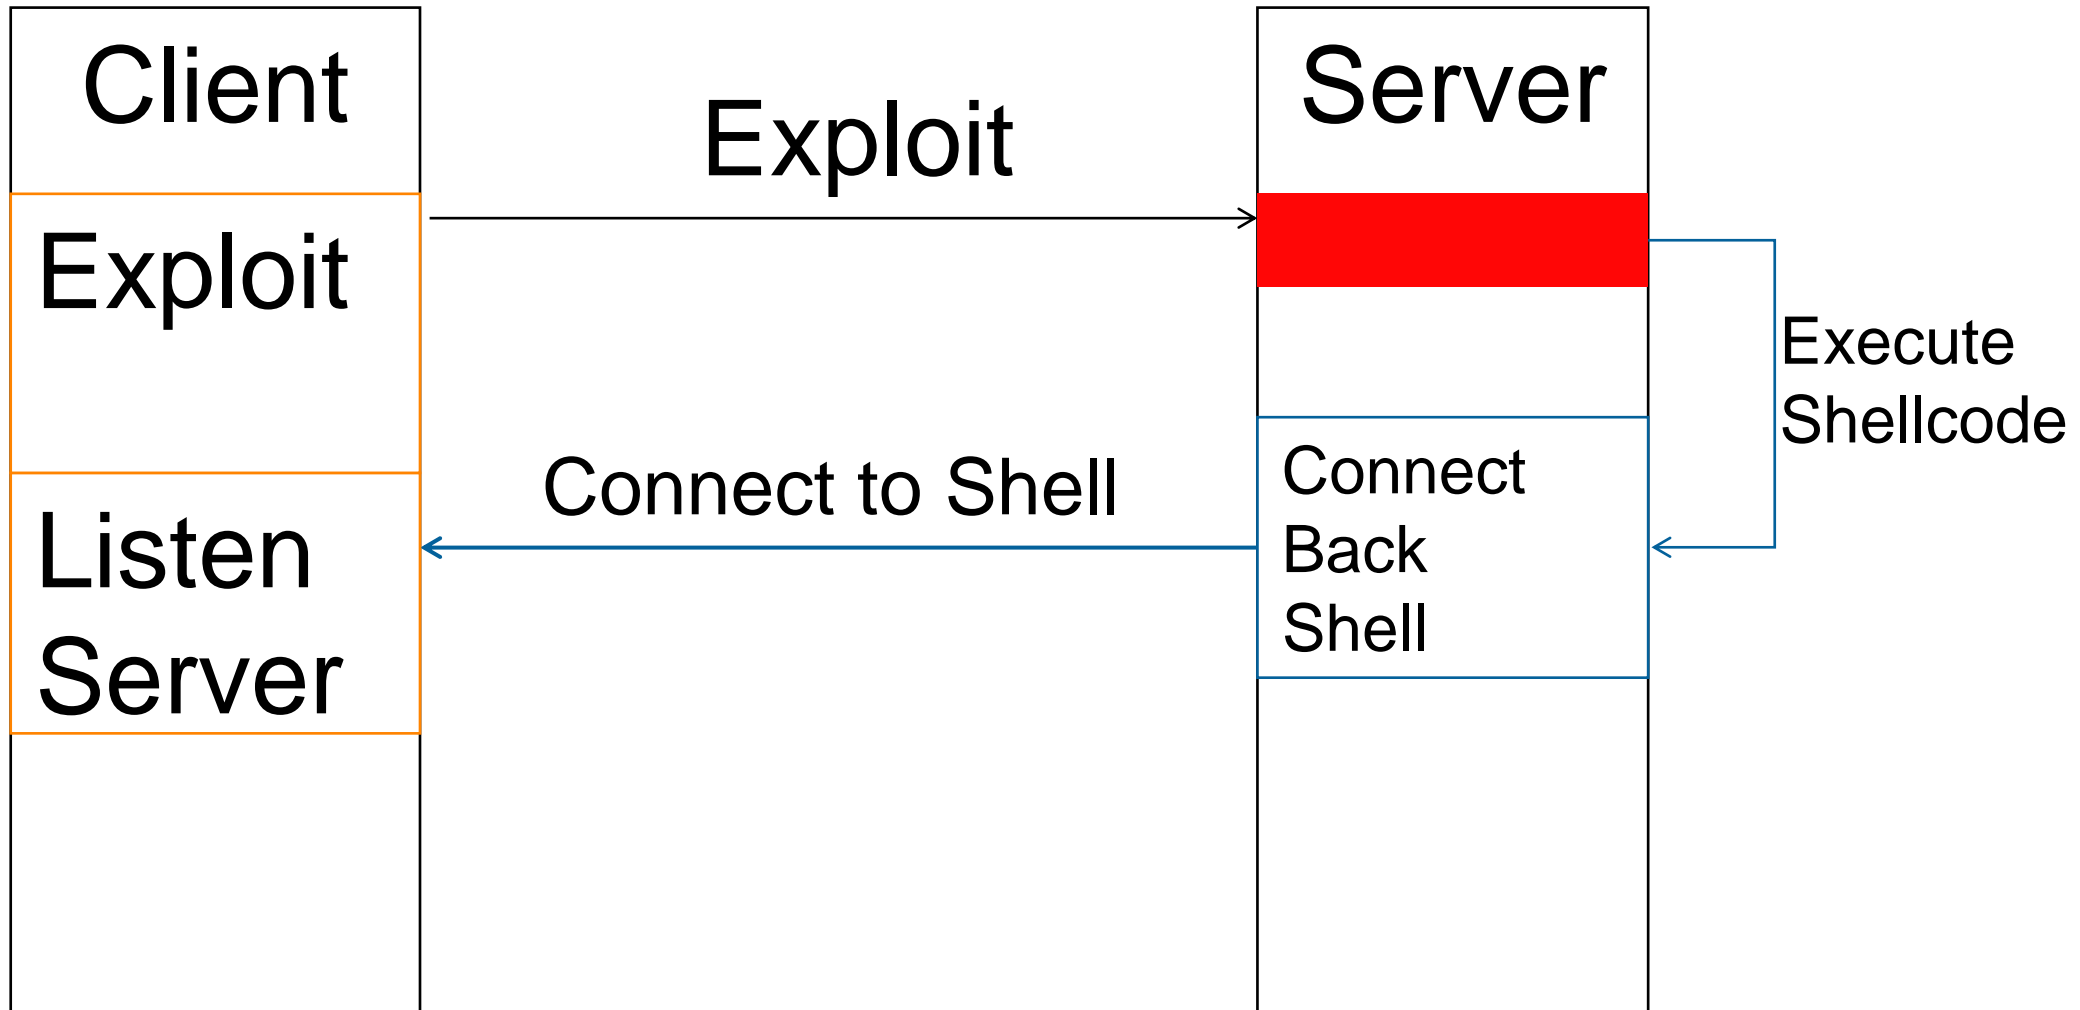 Client
Exploit
Server
Exploit
Execute
Shellcode
Connect to Shell
Connect
Back
Shell
Listen
Server